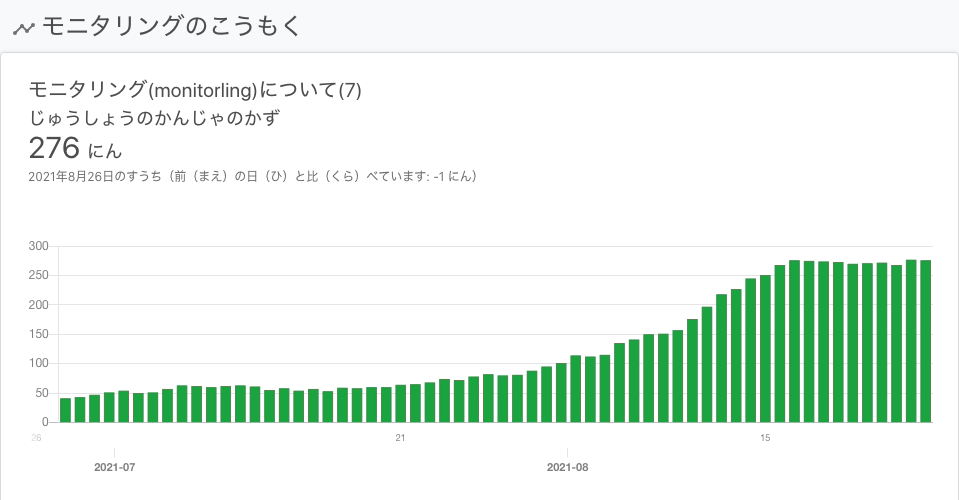 モニタリングのこうもく
モニタリング(monitorling)について(7)
じゅうしょうのかんじゃのかず
276 にん
2021年8月26日のすうち（前（まえ）の日（ひ）と比（くら）べています: -1 にん）
300
250
200
150
100
50
0
26
21
15
2021-07
2021-08